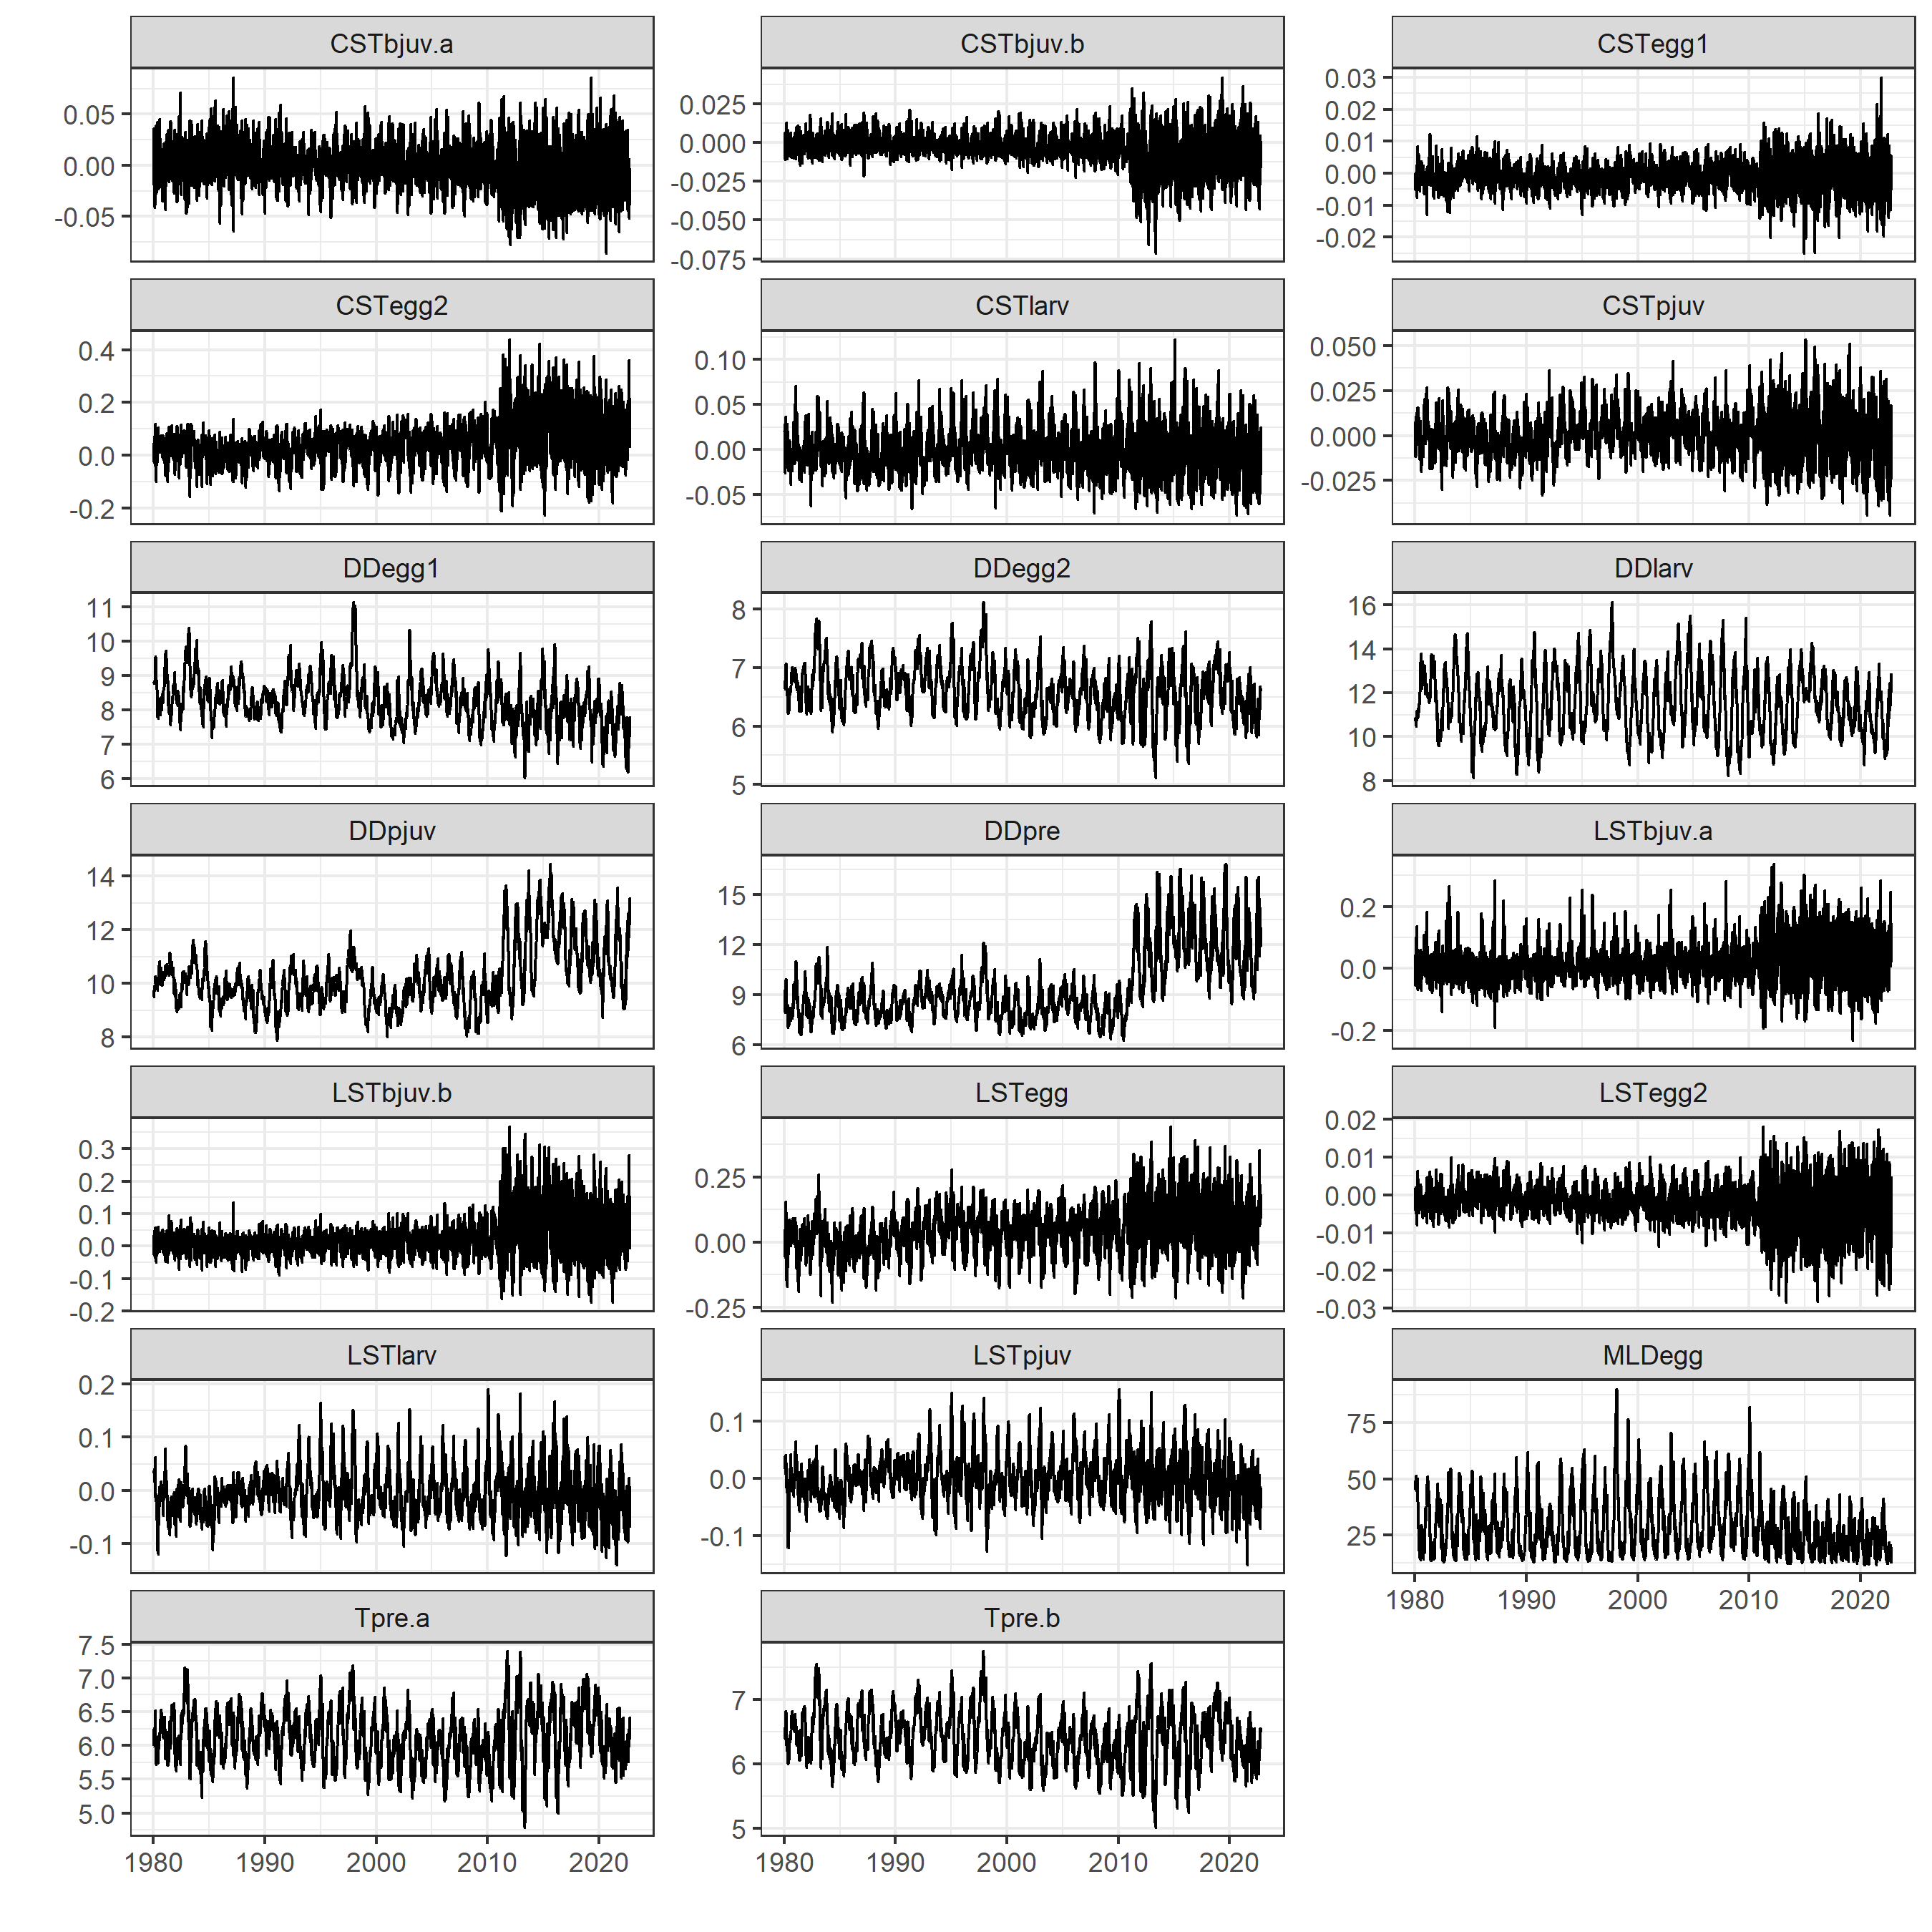 CSTbjuv.a CSTbjuv.b CSTegg1
0.05 0.00 -0.05
0.025 0.000 -0.025 -0.050 -0.075
0.03 0.02 0.01 0.00 -0.01 -0.02
CSTegg2 CSTlarv CSTpjuv
0.4 0.2 0.0 -0.2
0.10 0.05 0.00 -0.05
0.050 0.025 0.000 -0.025
DDegg1 DDegg2 DDlarv
11 10 9 8 7 6
8 7 6 5
16 14 12 10 8
DDpjuv DDpre LSTbjuv.a
14 12 10 8
15 12 9 6
0.2 0.0 -0.2
LSTbjuv.b LSTegg LSTegg2
0.3 0.2 0.1 0.0 -0.1 -0.2
0.25 0.00 -0.25
0.02 0.01 0.00 -0.01 -0.02 -0.03
LSTlarv LSTpjuv MLDegg
0.2 0.1 0.0 -0.1
0.1 0.0 -0.1
75 50 25
1980 1990 2000 2010 2020
Tpre.a Tpre.b
7.5 7.0 6.5 6.0 5.5 5.0
7 6 5
1980 1990 2000 2010 2020
1980 1990 2000 2010 2020